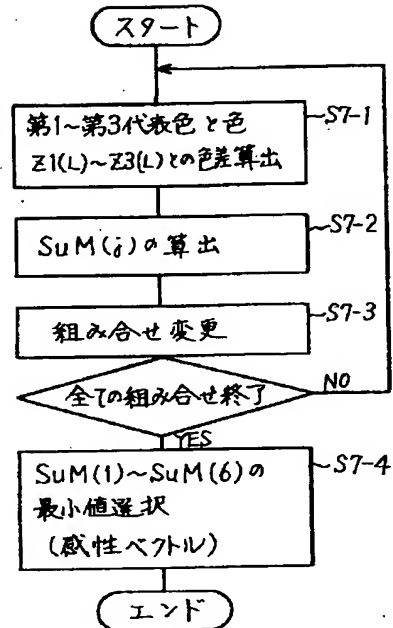 スタート
第1～第3代表色と色
Z1(L)～Z3(L)との色差算出
S7-1
SuM(j)の算出
S7-2
組み合せ変更
S7-3
全ての組み合せ終了
NO
YES
SuM(1)～SuM(6)の
最小値選択
(感性ベクトル)
S7-4
エンド